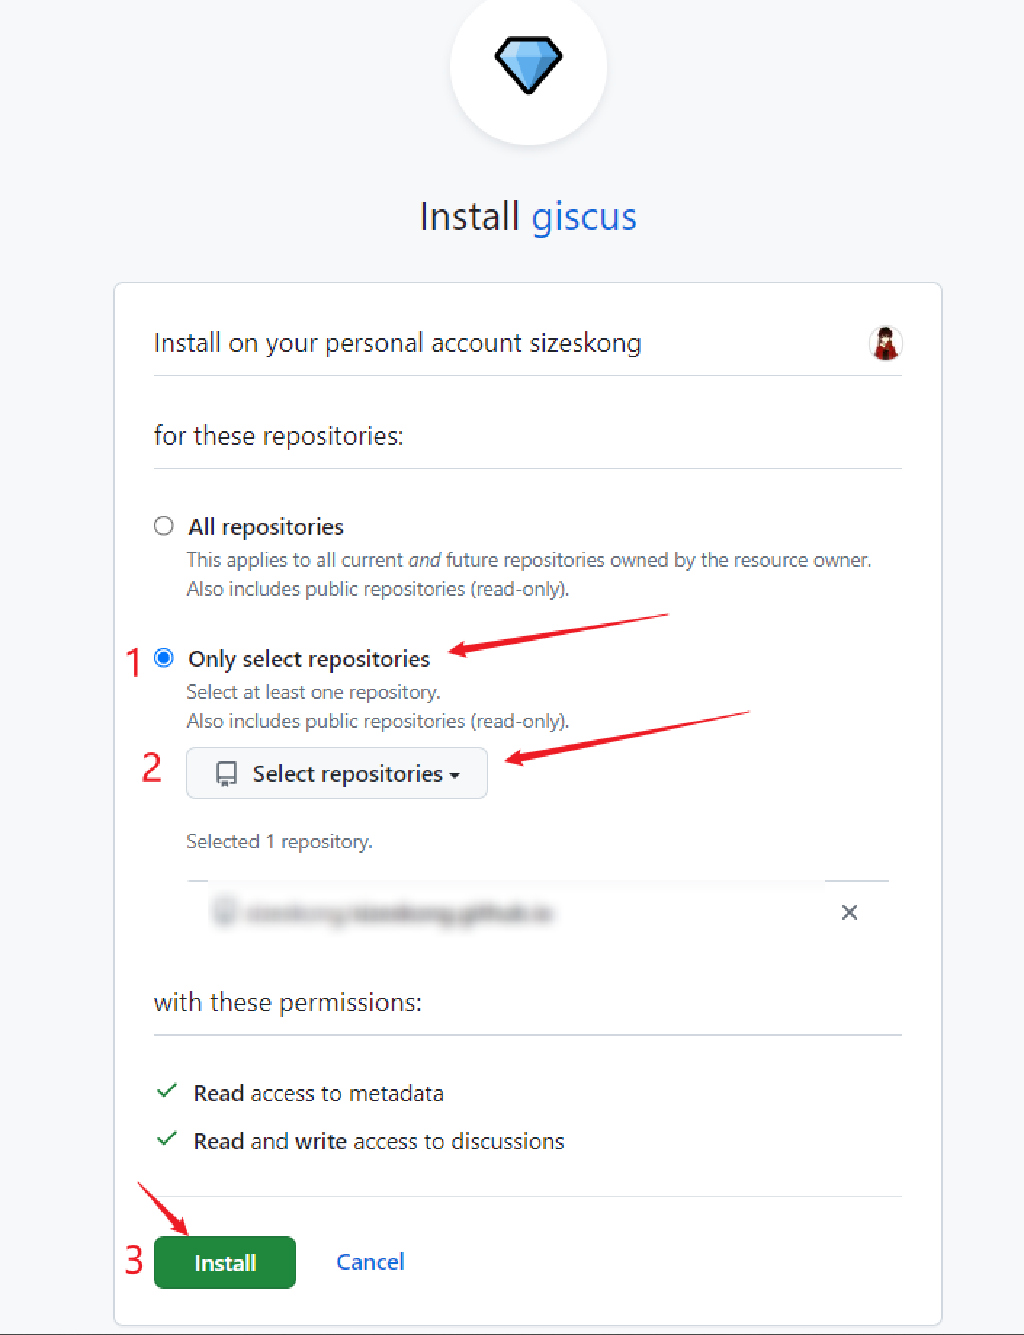 Install giscus
Install on your personal account sizeskong
for these repositories:
All repositories
This applies to all current and future repositories owned by the resource owner.
Also includes public repositories (read-only).
1
Only select repositories
Select at least one repository.
Also includes public repositories (read-only).
2
Select repositories
Selected 1 repository.
with these permissions:
Read access to metadata
Read and write access to discussions
3
Install
Cancel